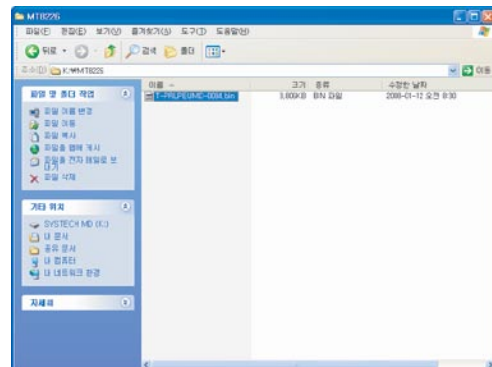 MT8226
파일(F) 편집(E) 보기(V) 즐겨찾기(A) 도구(T) 도움말(H)
뒤로 검색 폴더
주소(D) K:\MT8226 이동
이름 크기 종류 수정한 날짜
T-PRLPEUMD-0004.bin 3,809KB BIN 파일 2008-01-12 오전 8:30
파일 및 폴더 작업
파일 이름 바꾸기
파일 이동
파일 복사
파일을 웹에 게시
파일을 전자 메일로 보내기
파일 삭제
기타 위치
SYSTECH MD (K:)
내 문서
공유 문서
내 컴퓨터
내 네트워크 환경
자세히